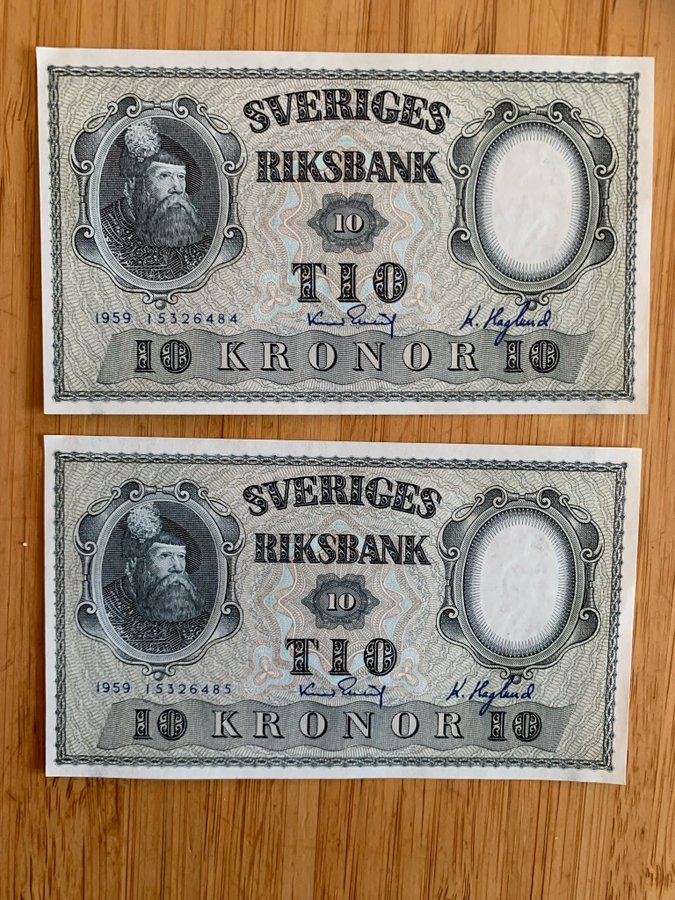 SVERIGES
RIKSBANK
10
TIO
1959 15326484
K. Haglund
10 KRONOR 10
SVERIGES
RIKSBANK
10
TIO
1959 15326485
K. Haglund
10 KRONOR 10